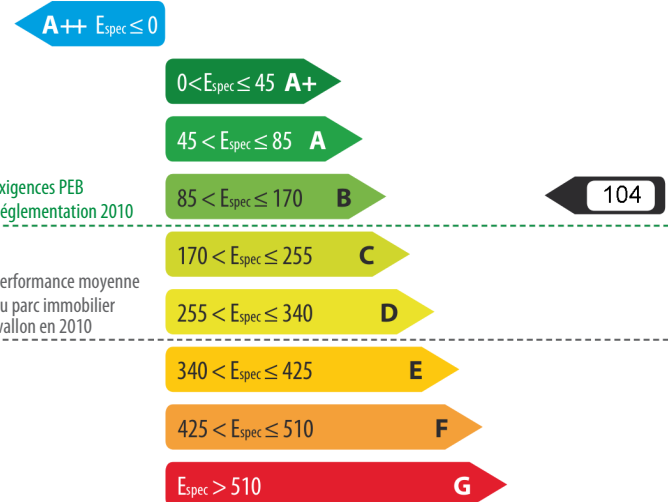 A++ Espec ≤ 0
0<Espec≤ 45 A+
45 < Espec≤ 85 A
xigences PEB
églementation 2010
85 < Espec≤ 170 B
104
170 < Espec≤ 255 C
erformance moyenne
u parc immobilier
vallon en 2010
255 < Espec≤ 340 D
340 < Espec≤ 425 E
425 < Espec≤ 510 F
Espec > 510 G